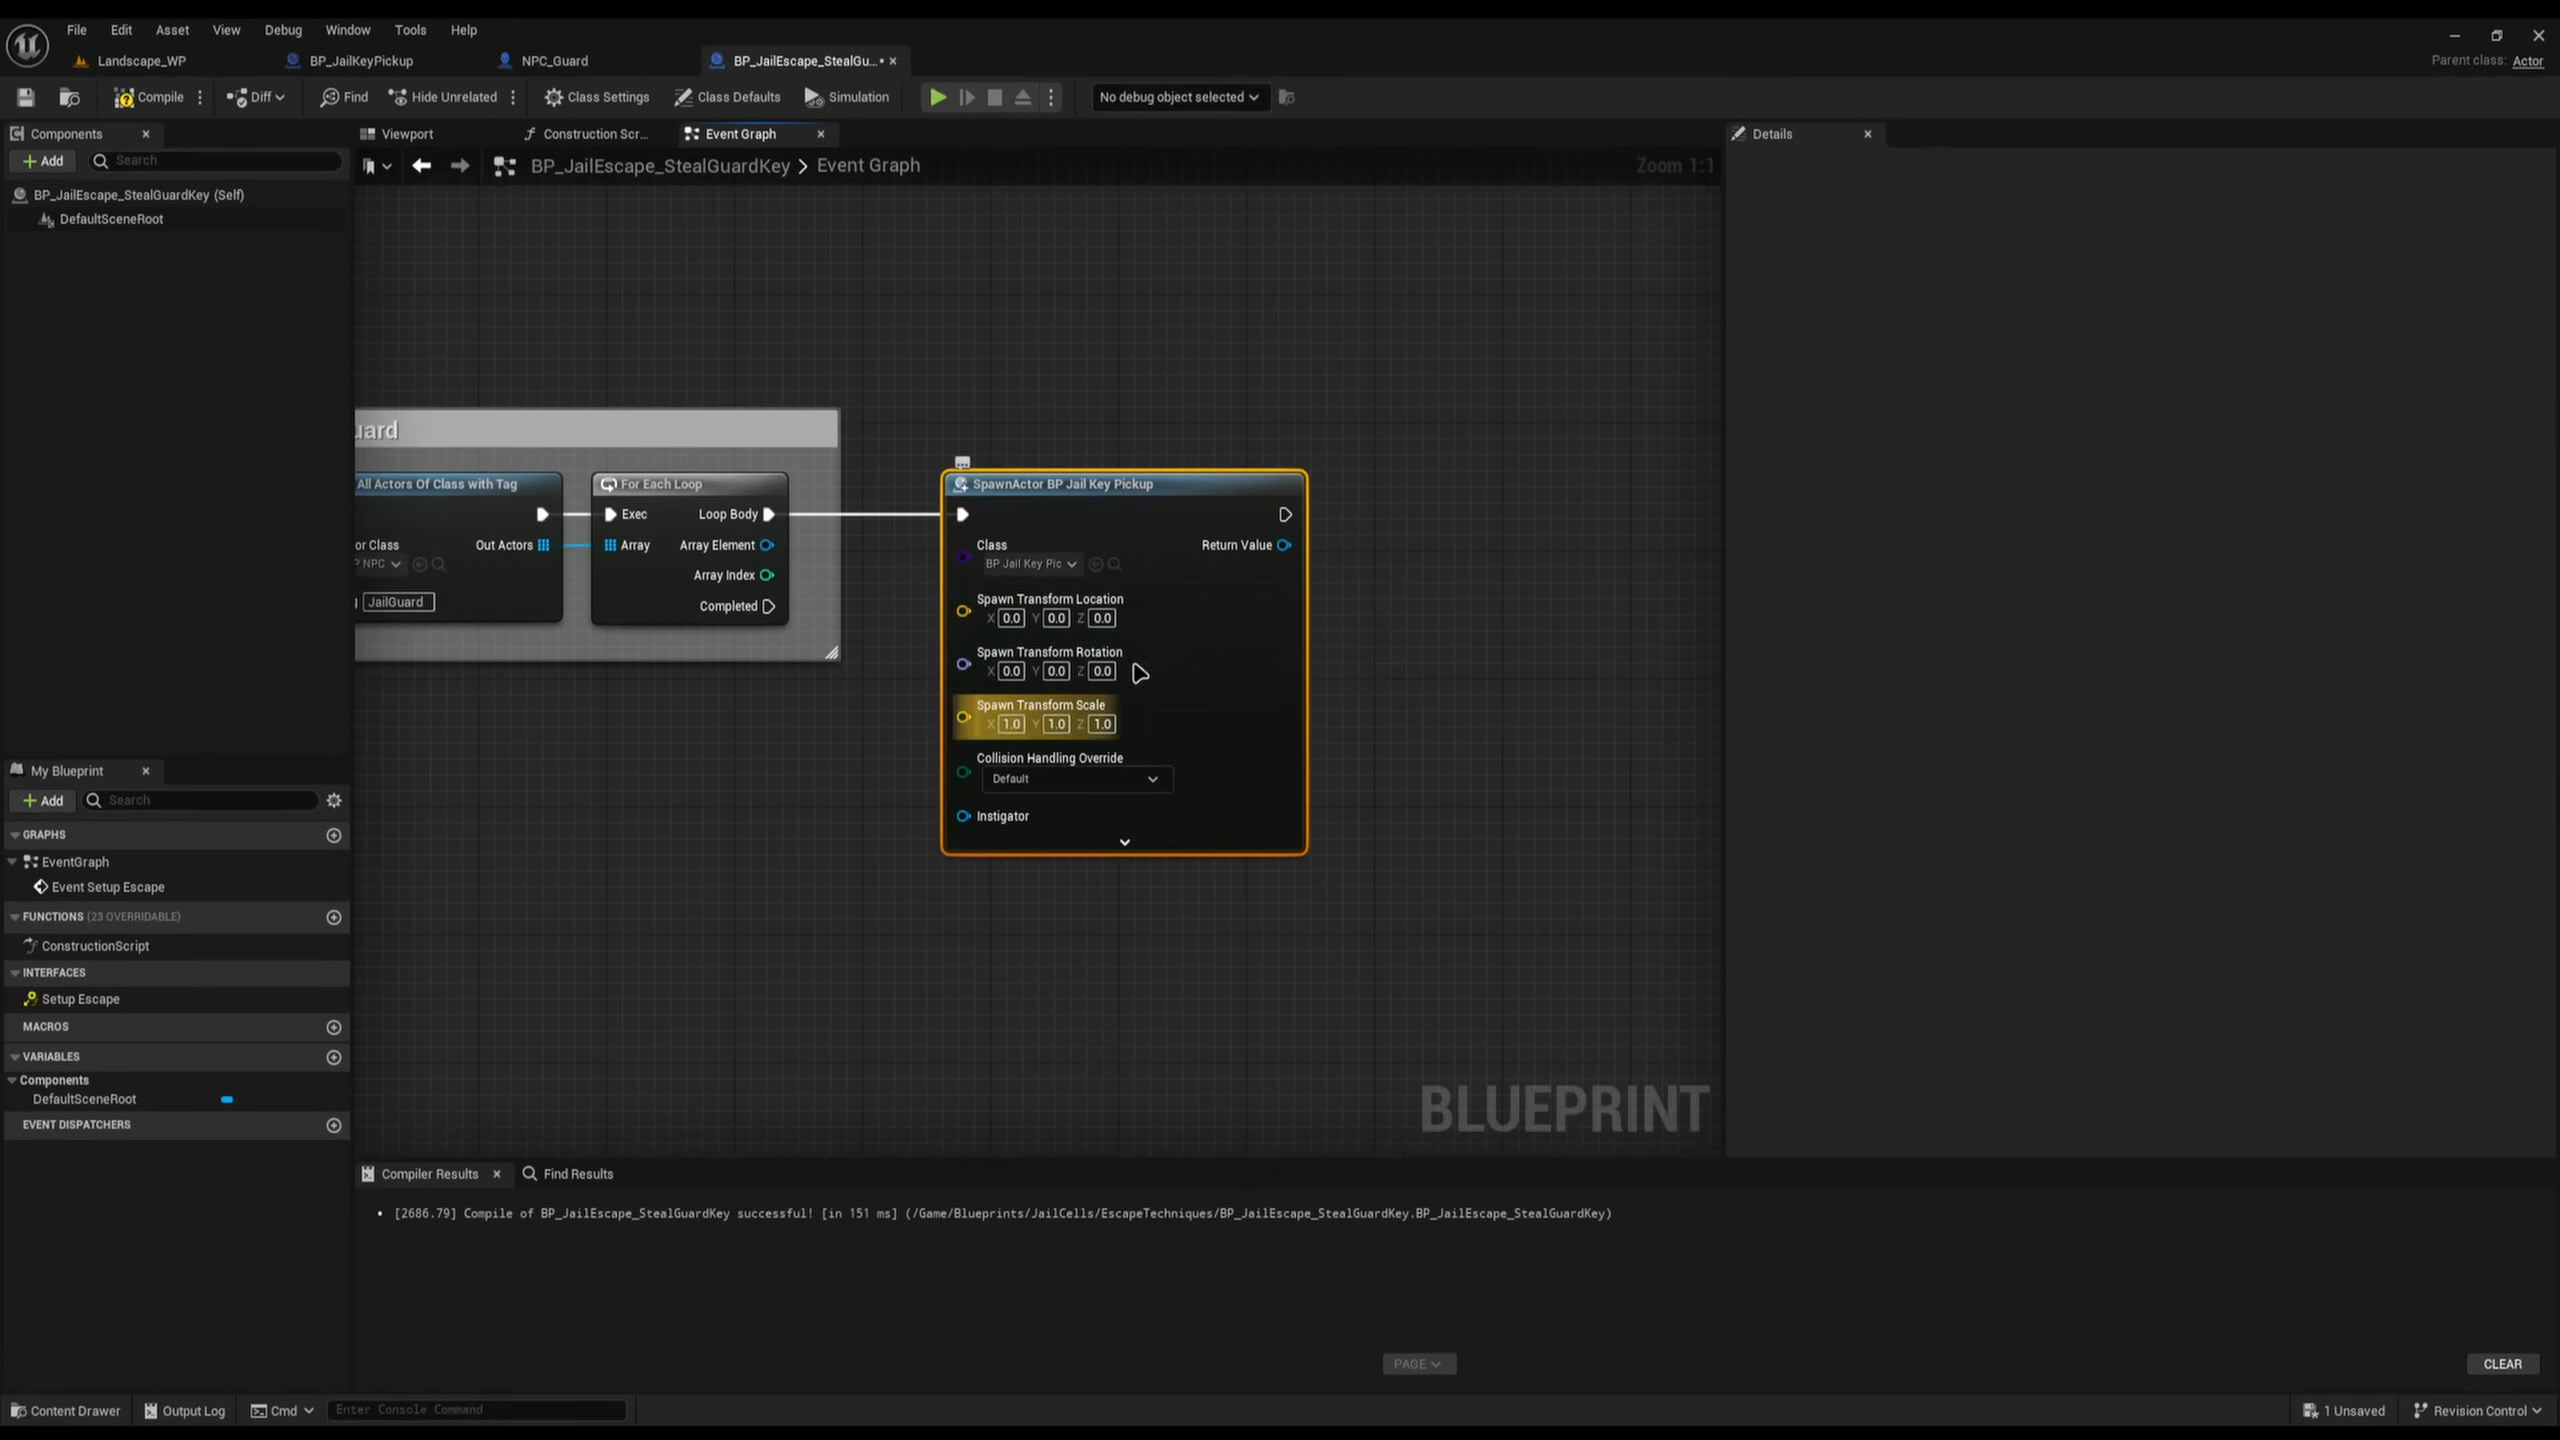 File Edit Asset View Debug Window Tools Help
Landscape_WP BP_JailKeyPickup NPC_Guard BP_JailEscape_StealGu...•
Parent class: Actor
Compile Diff Find Hide Unrelated Class Settings Class Defaults Simulation No debug object selected
Components
Add Search
BP_JailEscape_StealGuardKey (Self)
DefaultSceneRoot
Viewport Construction Scr... Event Graph
BP_JailEscape_StealGuardKey > Event Graph
Zoom 1:1
Details
uard
All Actors Of Class with Tag
or Class Out Actors
P NPC
JailGuard
For Each Loop
Exec Loop Body
Array Array Element
Array Index
Completed
SpawnActor BP Jail Key Pickup
Class Return Value
BP Jail Key Pic
Spawn Transform Location
X 0.0 Y 0.0 Z 0.0
Spawn Transform Rotation
X 0.0 Y 0.0 Z 0.0
Spawn Transform Scale
X 1.0 Y 1.0 Z 1.0
Collision Handling Override
Default
Instigator
BLUEPRINT
My Blueprint
Add Search
GRAPHS
EventGraph
Event Setup Escape
FUNCTIONS (23 OVERRIDABLE)
ConstructionScript
INTERFACES
Setup Escape
MACROS
VARIABLES
Components
DefaultSceneRoot
EVENT DISPATCHERS
Compiler Results Find Results
• [2686.79] Compile of BP_JailEscape_StealGuardKey successful! [in 151 ms] (/Game/Blueprints/JailCells/EscapeTechniques/BP_JailEscape_StealGuardKey.BP_JailEscape_StealGuardKey)
PAGE
CLEAR
Content Drawer Output Log Cmd Enter Console Command 1 Unsaved Revision Control